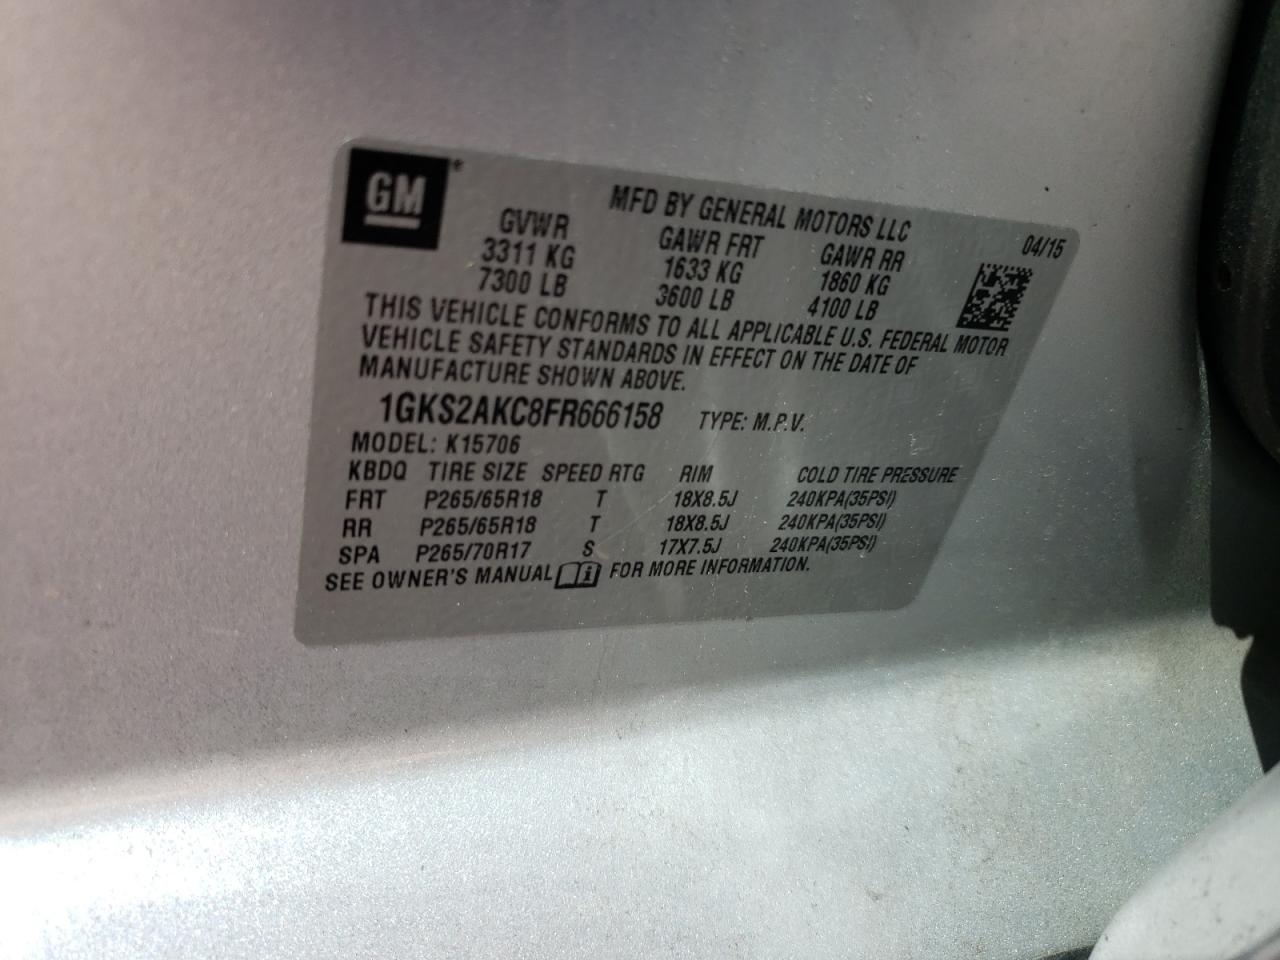 GM
MFD BY GENERAL MOTORS LLC
04/15
GVWR GAWR FRT GAWR RR
3311 KG 1633 KG 1860 KG
7300 LB 3600 LB 4100 LB
THIS VEHICLE CONFORMS TO ALL APPLICABLE U.S. FEDERAL MOTOR
VEHICLE SAFETY STANDARDS IN EFFECT ON THE DATE OF
MANUFACTURE SHOWN ABOVE.
1GKS2AKC8FR666158 TYPE: M.P.V.
MODEL: K15706
KBDQ TIRE SIZE SPEED RTG RIM COLD TIRE PRESSURE
FRT P265/65R18 T 18X8.5J 240KPA(35PSI)
RR P265/65R18 T 18X8.5J 240KPA(35PSI)
SPA P265/70R17 S 17X7.5J 240KPA(35PSI)
SEE OWNER'S MANUAL FOR MORE INFORMATION.